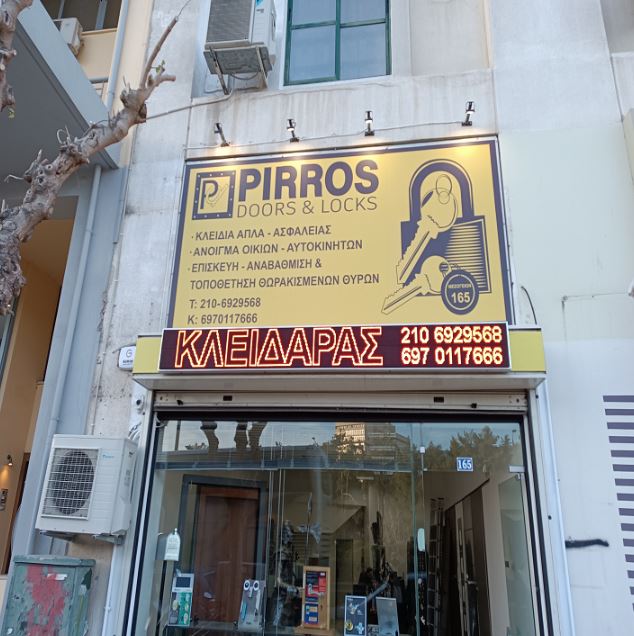 PIRROS
DOORS & LOCKS
· ΚΛΕΙΔΙΑ ΑΠΛΑ - ΑΣΦΑΛΕΙΑΣ
· ΑΝΟΙΓΜΑ ΟΙΚΙΩΝ - ΑΥΤΟΚΙΝΗΤΩΝ
· ΕΠΙΣΚΕΥΗ - ΑΝΑΒΑΘΜΙΣΗ &
ΤΟΠΟΘΕΤΗΣΗ ΘΩΡΑΚΙΣΜΕΝΩΝ ΘΥΡΩΝ
Τ: 210-6929568
Κ: 6970117666
ΜΕΣΟΓΕΙΩΝ
165
ΚΛΕΙΔΑΡΑΣ
210 6929568
697 0117666
165